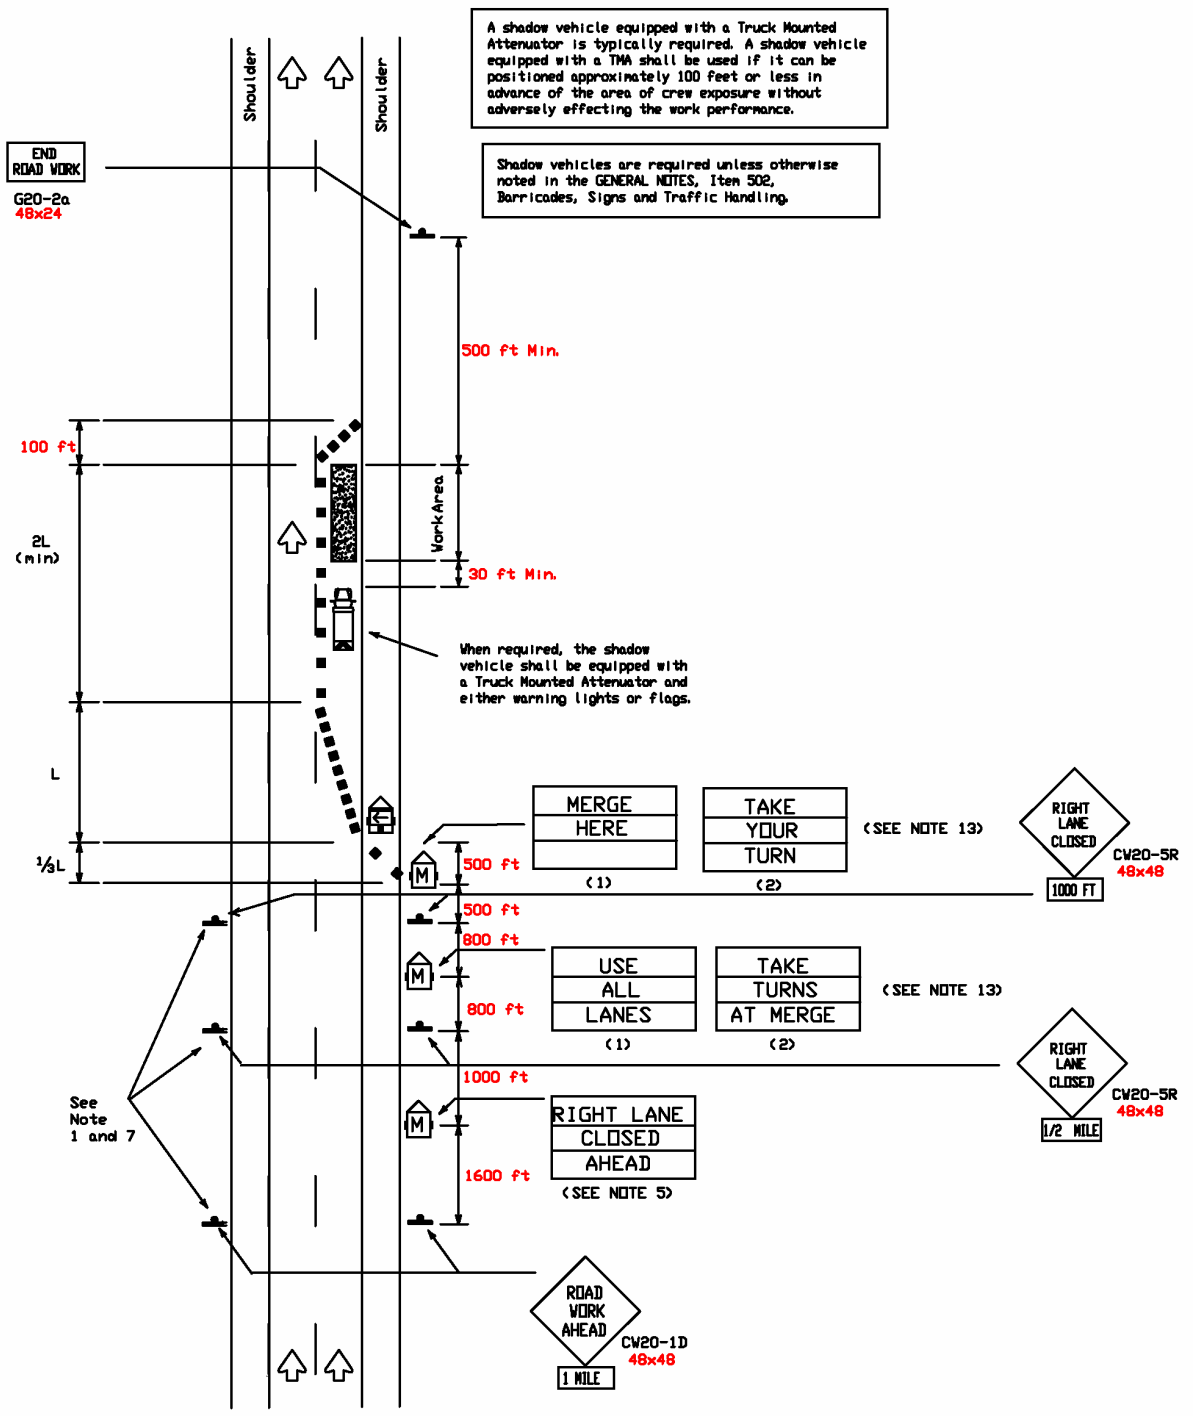 A shadow vehicle equipped with a Truck Mounted
Attenuator is typically required. A shadow vehicle
equipped with a TMA shall be used if it can be
positioned approximately 100 feet or less in
advance of the area of crew exposure without
adversely effecting the work performance.
Shoulder
Shoulder
END
ROAD WORK
G20-2a
48x24
Shadow vehicles are required unless otherwise
noted in the GENERAL NOTES, Item 502,
Barricades, Signs and Traffic Handling.
500 ft Min.
100 ft
2L
(min)
Work Area
30 ft Min.
When required, the shadow
vehicle shall be equipped with
a Truck Mounted Attenuator and
either warning lights or flags.
L
1/3L
MERGE
HERE
(1)
TAKE
YOUR
TURN
(2)
(SEE NOTE 13)
RIGHT
LANE
CLOSED
CW20-5R
48x48
1000 FT
500 ft
M
500 ft
800 ft
M
800 ft
USE
ALL
LANES
(1)
TAKE
TURNS
AT MERGE
(2)
(SEE NOTE 13)
RIGHT
LANE
CLOSED
CW20-5R
48x48
1/2 MILE
1000 ft
See
Note
1 and 7
M
RIGHT LANE
CLOSED
AHEAD
(SEE NOTE 5)
1600 ft
ROAD
WORK
AHEAD
CW20-1D
48x48
1 MILE